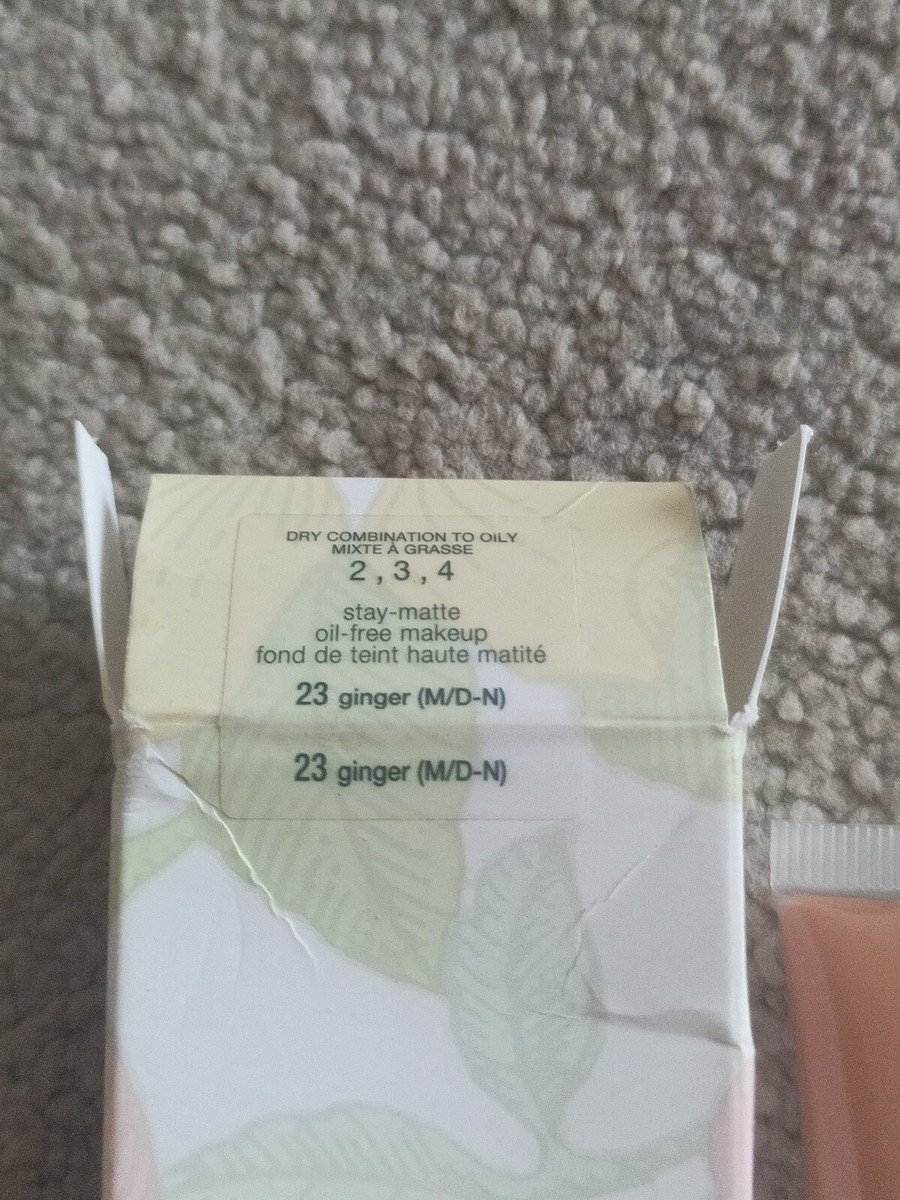 DRY COMBINATION TO OILY
MIXTE À GRASSE
2 , 3 , 4
stay-matte
oil-free makeup
fond de teint haute matité
23 ginger (M/D-N)
23 ginger (M/D-N)